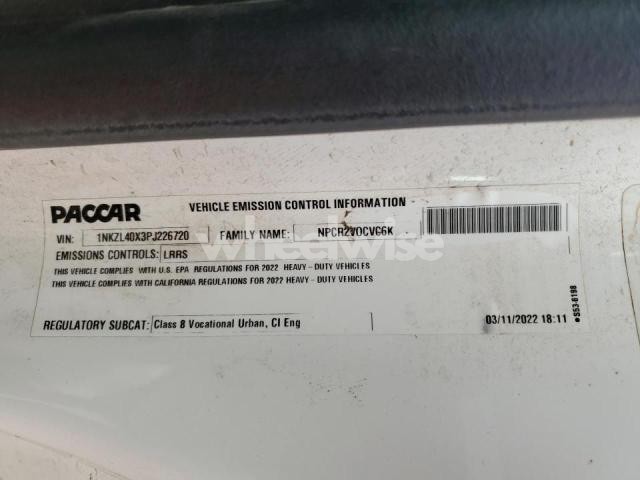 PACCAR
VEHICLE EMISSION CONTROL INFORMATION
VIN: 1NKZL40X3PJ226720 FAMILY NAME: NPCR2VOCVC6K
EMISSIONS CONTROLS: LRRS
THIS VEHICLE COMPLIES WITH U.S. EPA REGULATIONS FOR 2022 HEAVY-DUTY VEHICLES
THIS VEHICLE COMPLIES WITH CALIFORNIA REGULATIONS FOR 2022 HEAVY-DUTY VEHICLES
REGULATORY SUBCAT: Class 8 Vocational Urban, CI Eng
03/11/2022 18:11
S53-6198
wheelwise